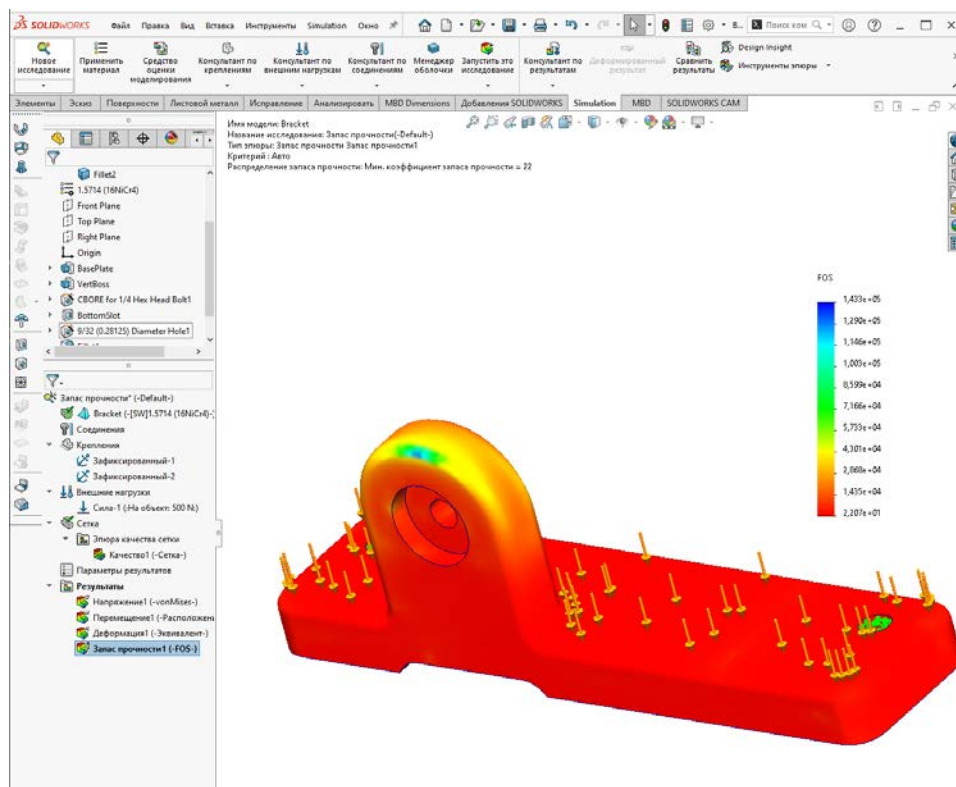 SOLIDWORKS Файл Правка Вид Вставка Инструменты Simulation Окно В... Поиск ком
Новое исследование
Применить материал
Средство оценки моделирования
Консультант по креплениям
Консультант по внешним нагрузкам
Консультант по соединениям
Менеджер оболочки
Запустить это исследование
Консультант по результатам
Деформированный результат
Сравнить результаты
Design Insight
Инструменты эпюры
Элементы Эскиз Поверхности Листовой металл Исправление Анализировать MBD Dimensions Добавления SOLIDWORKS Simulation MBD SOLIDWORKS CAM
Имя модели: Bracket
Название исследования: Запас прочности(-Default-)
Тип эпюры: Запас прочности Запас прочности1
Критерий : Авто
Распределение запаса прочности: Мин. коэффициент запаса прочности = 22
Fillet2
1.5714 (16NiCr4)
Front Plane
Top Plane
Right Plane
Origin
BasePlate
VertBoss
CBORE for 1/4 Hex Head Bolt1
BottomSlot
9/32 (0.28125) Diameter Hole1
Запас прочности* (-Default-)
Bracket (-[SW]1.5714 (16NiCr4)-
Соединения
Крепления
Зафиксированный-1
Зафиксированный-2
Внешние нагрузки
Сила-1 (:На объект: 500 N:)
Сетка
Эпюра качества сетки
Качество1 (-Сетка-)
Параметры результатов
Результаты
Напряжение1 (-vonMises-)
Перемещение1 (-Расположен
Деформация1 (-Эквивалент-)
Запас прочности1 (-FOS-)
FOS
1,433e+05
1,290e+05
1,146e+05
1,003e+05
8,599e+04
7,166e+04
5,733e+04
4,301e+04
2,868e+04
1,435e+04
2,207e+01